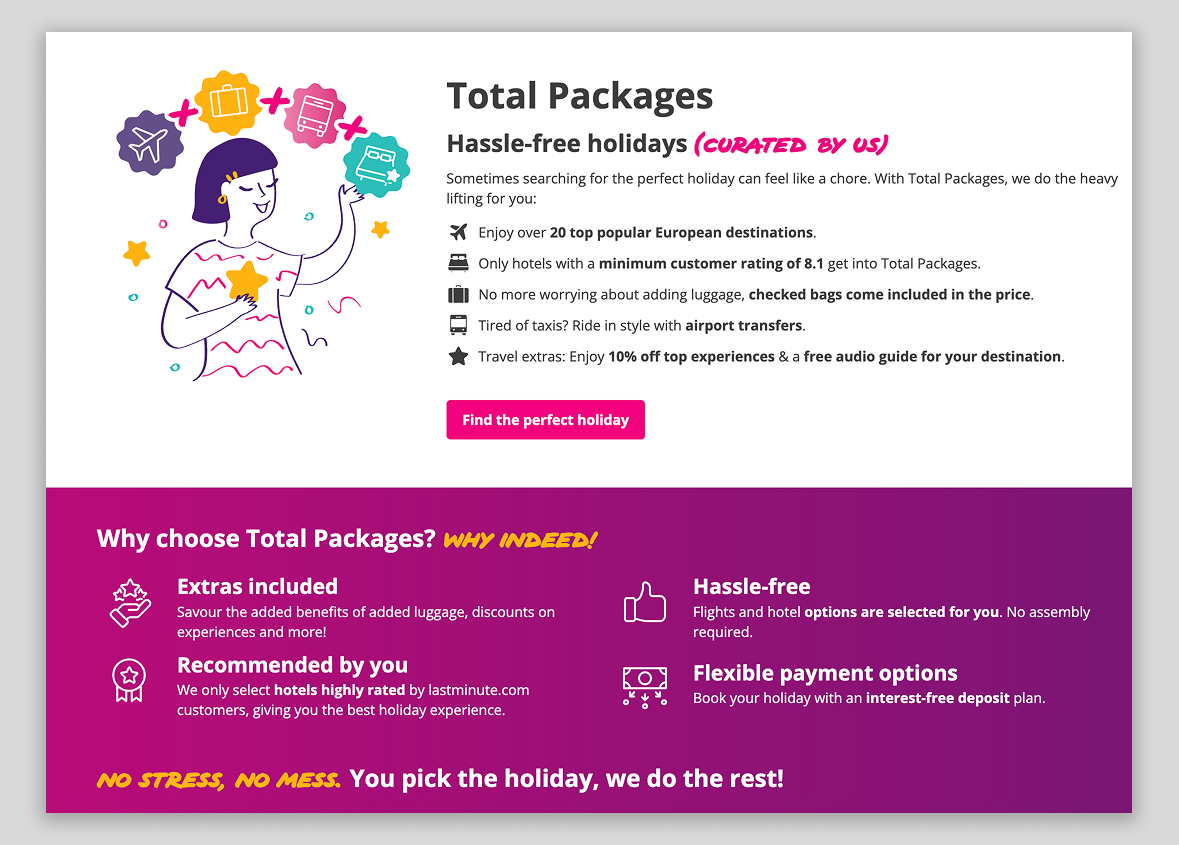 Total Packages
Hassle-free holidays (CURATED BY US)
Sometimes searching for the perfect holiday can feel like a chore. With Total Packages, we do the heavy
lifting for you:
Enjoy over 20 top popular European destinations.
Only hotels with a minimum customer rating of 8.1 get into Total Packages.
No more worrying about adding luggage, checked bags come included in the price.
Tired of taxis? Ride in style with airport transfers.
Travel extras: Enjoy 10% off top experiences & a free audio guide for your destination.
Find the perfect holiday
Why choose Total Packages? WHY INDEED!
Extras included
Savour the added benefits of added luggage, discounts on
experiences and more!
Hassle-free
Flights and hotel options are selected for you. No assembly
required.
Recommended by you
We only select hotels highly rated by lastminute.com
customers, giving you the best holiday experience.
Flexible payment options
Book your holiday with an interest-free deposit plan.
NO STRESS, NO MESS. You pick the holiday, we do the rest!